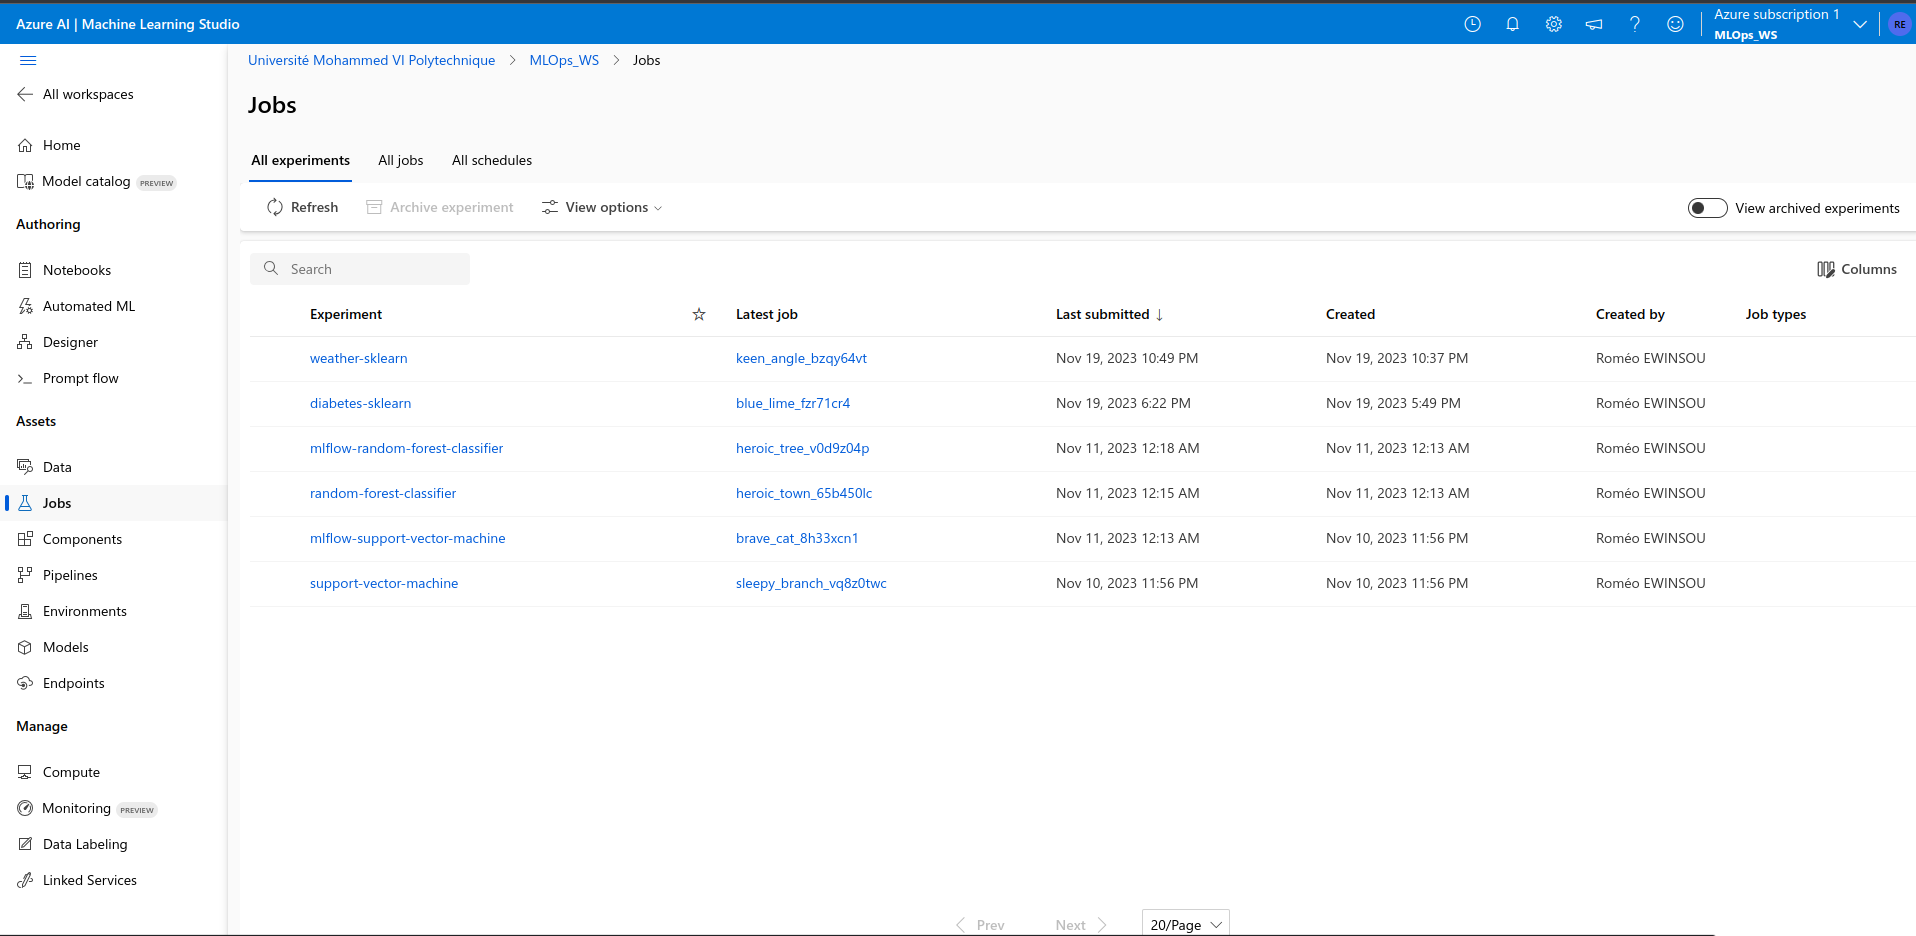 Azure AI | Machine Learning Studio
Azure subscription 1
MLOps_WS
RE
All workspaces
Home
Model catalog PREVIEW
Authoring
Notebooks
Automated ML
Designer
Prompt flow
Assets
Data
Jobs
Components
Pipelines
Environments
Models
Endpoints
Manage
Compute
Monitoring PREVIEW
Data Labeling
Linked Services
Université Mohammed VI Polytechnique > MLOps_WS > Jobs
Jobs
All experiments All jobs All schedules
Refresh Archive experiment View options View archived experiments
Search Columns
Experiment Latest job Last submitted ↓ Created Created by Job types
weather-sklearn keen_angle_bzqy64vt Nov 19, 2023 10:49 PM Nov 19, 2023 10:37 PM Roméo EWINSOU
diabetes-sklearn blue_lime_fzr71cr4 Nov 19, 2023 6:22 PM Nov 19, 2023 5:49 PM Roméo EWINSOU
mlflow-random-forest-classifier heroic_tree_v0d9z04p Nov 11, 2023 12:18 AM Nov 11, 2023 12:13 AM Roméo EWINSOU
random-forest-classifier heroic_town_65b450lc Nov 11, 2023 12:15 AM Nov 11, 2023 12:13 AM Roméo EWINSOU
mlflow-support-vector-machine brave_cat_8h33xcn1 Nov 11, 2023 12:13 AM Nov 10, 2023 11:56 PM Roméo EWINSOU
support-vector-machine sleepy_branch_vq8z0twc Nov 10, 2023 11:56 PM Nov 10, 2023 11:56 PM Roméo EWINSOU
Prev Next 20/Page